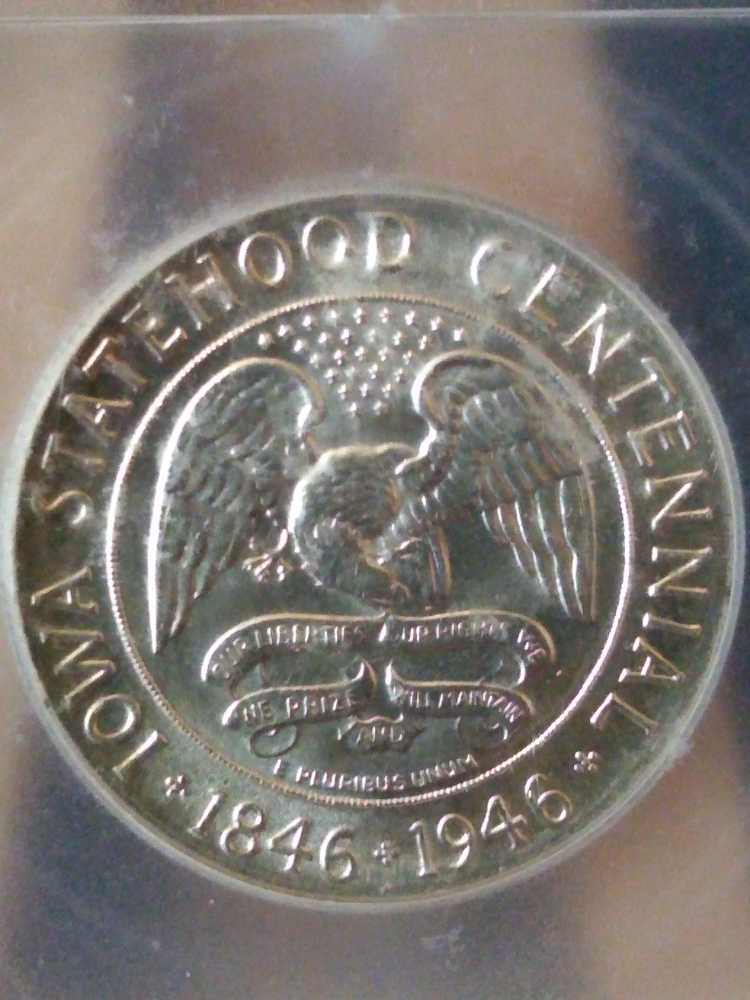 IOWA STATEHOOD CENTENNIAL
OUR LIBERTIES OUR RIGHTS WE
WE PRIZE WILL MAINTAIN
AND
E PLURIBUS UNUM
* 1846 * 1946 *